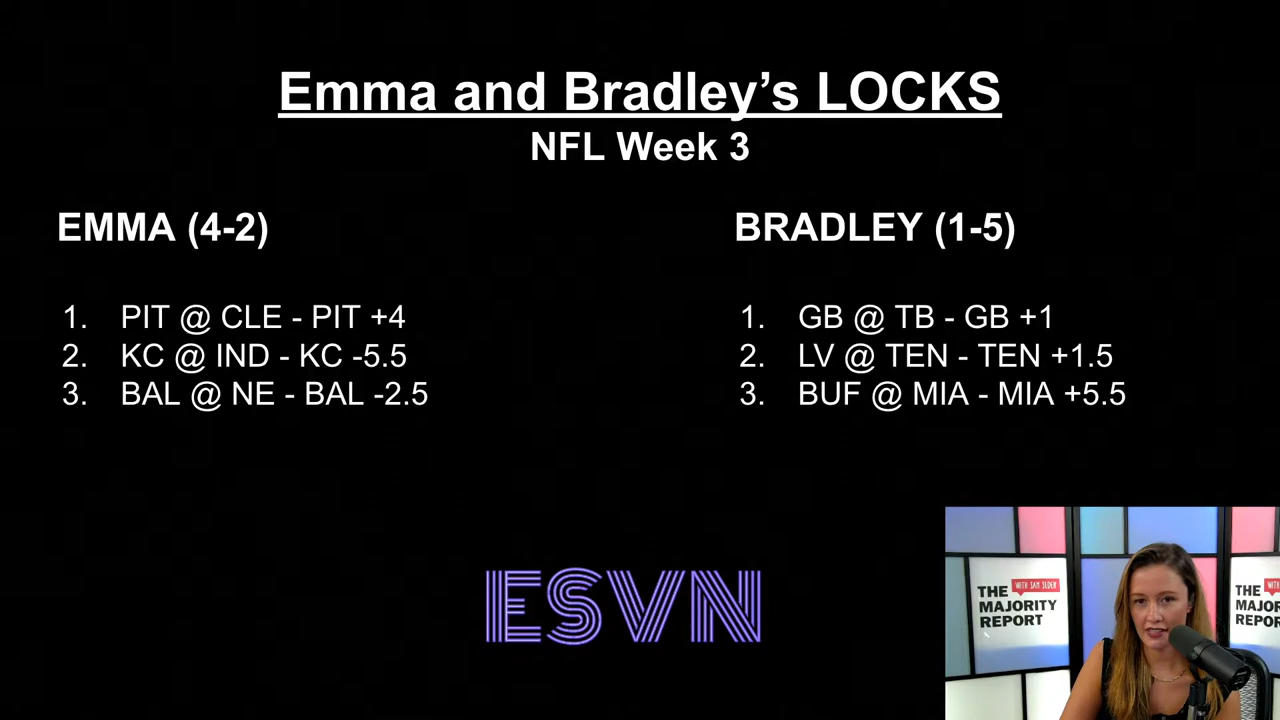 Emma and Bradley's LOCKS
NFL Week 3
EMMA (4-2)
1. PIT @ CLE - PIT +4
2. KC @ IND - KC -5.5
3. BAL @ NE - BAL -2.5
BRADLEY (1-5)
1. GB @ TB - GB +1
2. LV @ TEN - TEN +1.5
3. BUF @ MIA - MIA +5.5
ESVN
WITH SAM SEDER
THE
MAJORITY
REPORT
THE
MAJOR
REPOR